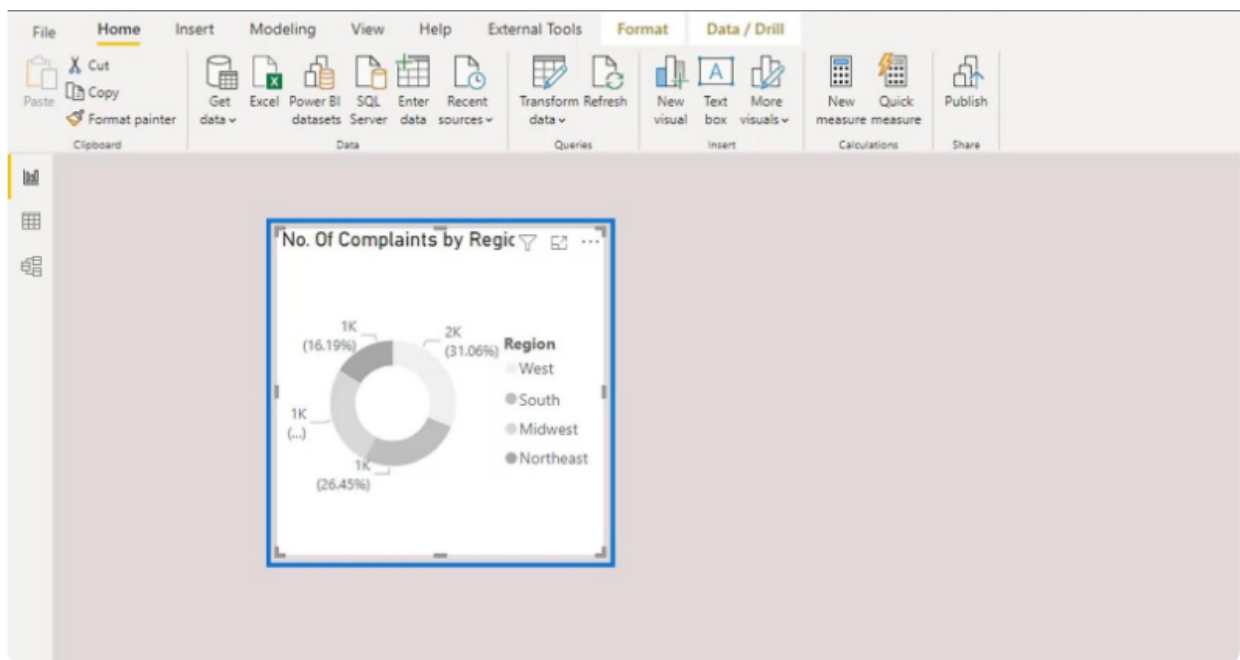 File Home Insert Modeling View Help External Tools Format Data / Drill
Paste
Cut
Copy
Format painter
Clipboard
Get data
Excel
Power BI datasets
SQL Server
Enter data
Recent sources
Data
Transform data
Refresh
Queries
New visual
Text box
More visuals
Insert
New measure
Quick measure
Calculations
Publish
Share
No. Of Complaints by Regic
1K
(16.19%)
2K
(31.06%)
1K
(...)
1K
(26.45%)
Region
West
South
Midwest
Northeast